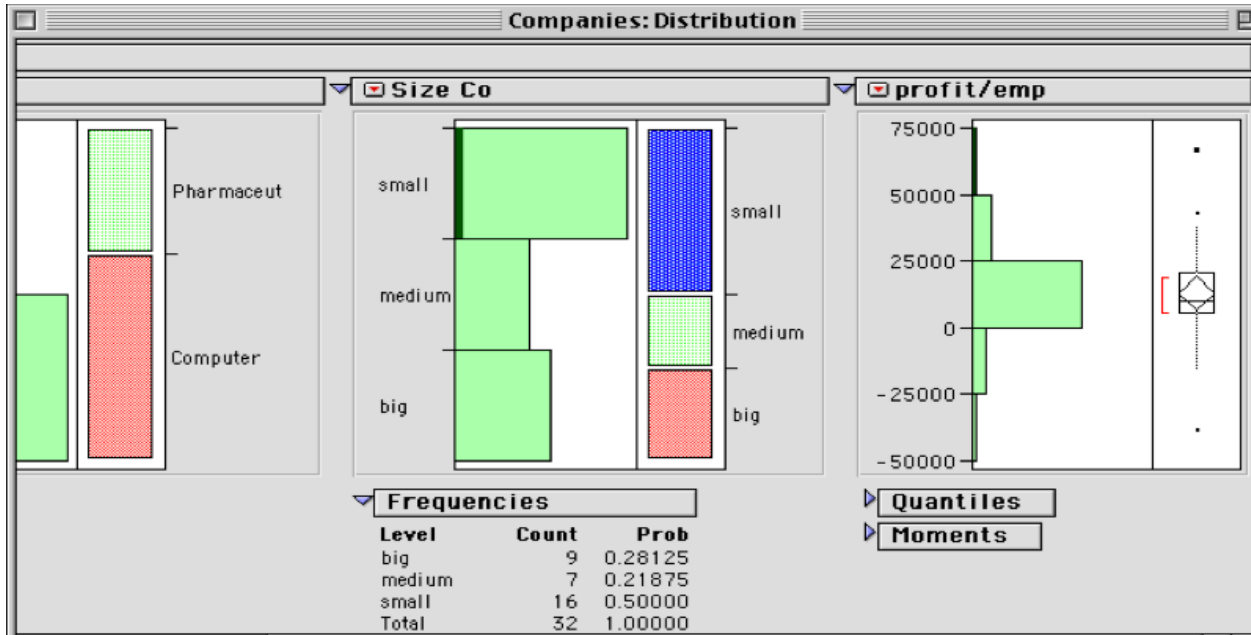 Companies: Distribution
Size Co
profit/emp
Pharmaceut
Computer
small
medium
big
small
medium
big
75000
50000
25000
0
-25000
-50000
Frequencies
Level Count Prob
big 9 0.28125
medium 7 0.21875
small 16 0.50000
Total 32 1.00000
Quantiles
Moments